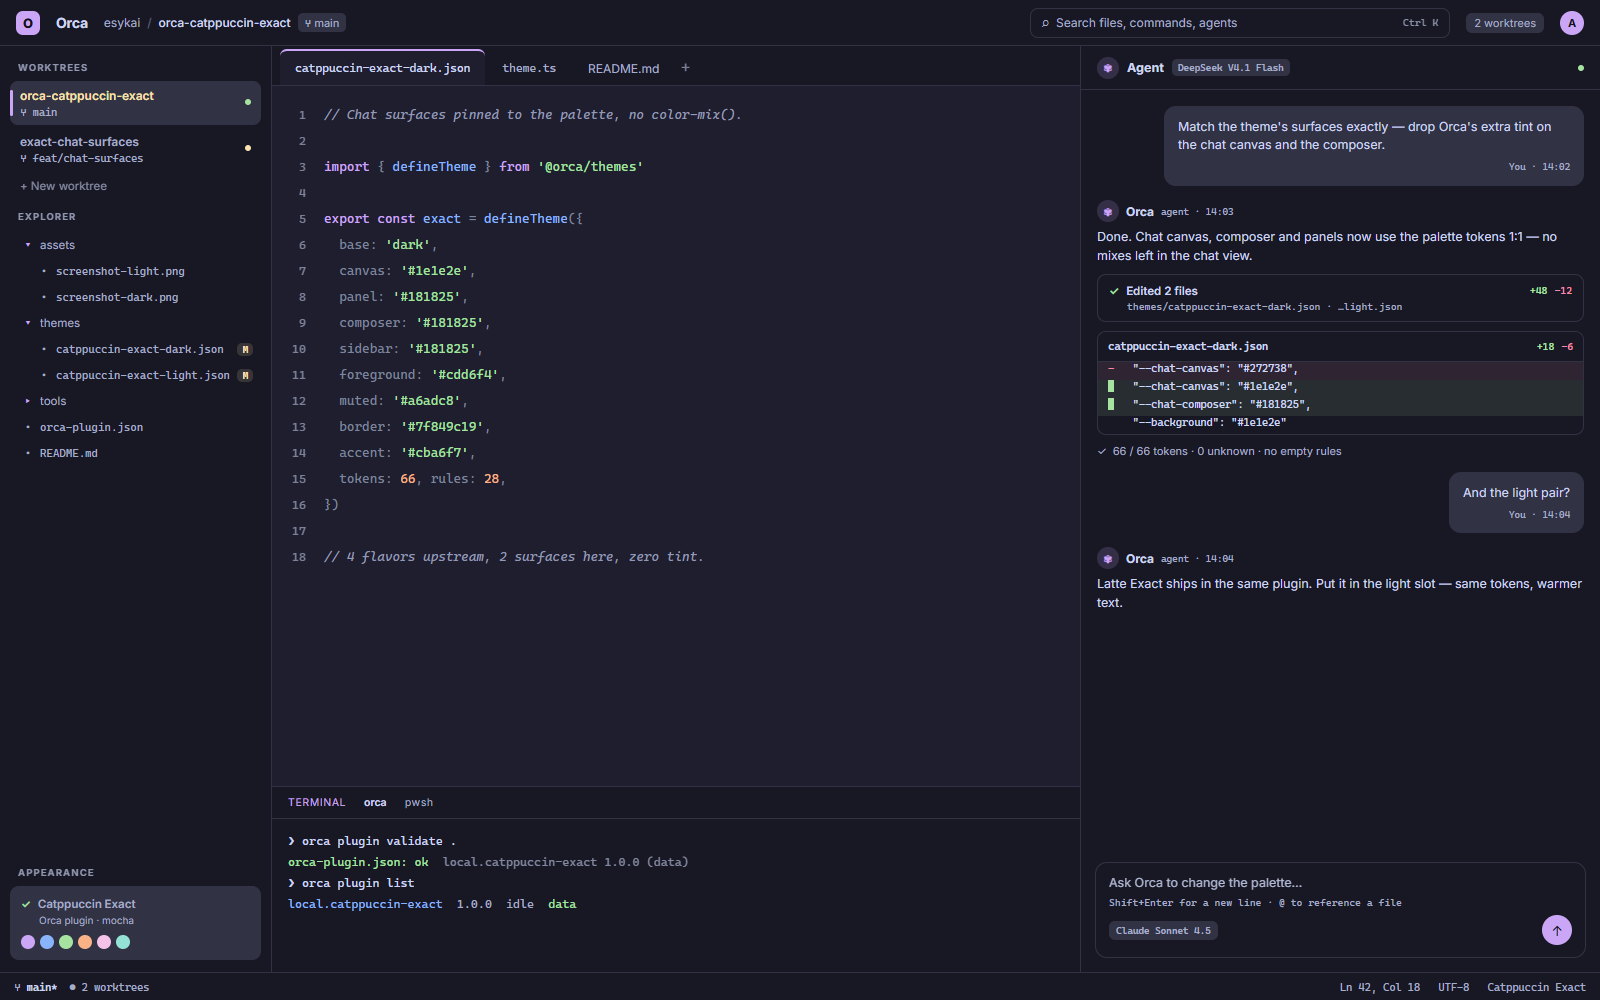 O Orca esykai / orca-catppuccin-exact main
Search files, commands, agents Ctrl K
2 worktrees
A
WORKTREES
orca-catppuccin-exact
main
exact-chat-surfaces
feat/chat-surfaces
+ New worktree
EXPLORER
assets
screenshot-light.png
screenshot-dark.png
themes
catppuccin-exact-dark.json M
catppuccin-exact-light.json M
tools
orca-plugin.json
README.md
APPEARANCE
✓ Catppuccin Exact
Orca plugin · mocha
catppuccin-exact-dark.json theme.ts README.md +
1 // Chat surfaces pinned to the palette, no color-mix().
2
3 import { defineTheme } from '@orca/themes'
4
5 export const exact = defineTheme({
6 base: 'dark',
7 canvas: '#1e1e2e',
8 panel: '#181825',
9 composer: '#181825',
10 sidebar: '#181825',
11 foreground: '#cdd6f4',
12 muted: '#a6adc8',
13 border: '#7f849c19',
14 accent: '#cba6f7',
15 tokens: 66, rules: 28,
16 })
17
18 // 4 flavors upstream, 2 surfaces here, zero tint.
TERMINAL orca pwsh
❯ orca plugin validate .
orca-plugin.json: ok local.catppuccin-exact 1.0.0 (data)
❯ orca plugin list
local.catppuccin-exact 1.0.0 idle data
Agent DeepSeek V4.1 Flash
Match the theme's surfaces exactly — drop Orca's extra tint on
the chat canvas and the composer.
You · 14:02
Orca agent · 14:03
Done. Chat canvas, composer and panels now use the palette tokens 1:1 — no
mixes left in the chat view.
✓ Edited 2 files +48 −12
themes/catppuccin-exact-dark.json · …light.json
catppuccin-exact-dark.json +18 −6
− "--chat-canvas": "#272738",
"--chat-canvas": "#1e1e2e",
"--chat-composer": "#181825",
"--background": "#1e1e2e"
✓ 66 / 66 tokens · 0 unknown · no empty rules
And the light pair?
You · 14:04
Orca agent · 14:04
Latte Exact ships in the same plugin. Put it in the light slot — same tokens, warmer
text.
Ask Orca to change the palette...
Shift+Enter for a new line · @ to reference a file
Claude Sonnet 4.5
main* 2 worktrees
Ln 42, Col 18 UTF-8 Catppuccin Exact